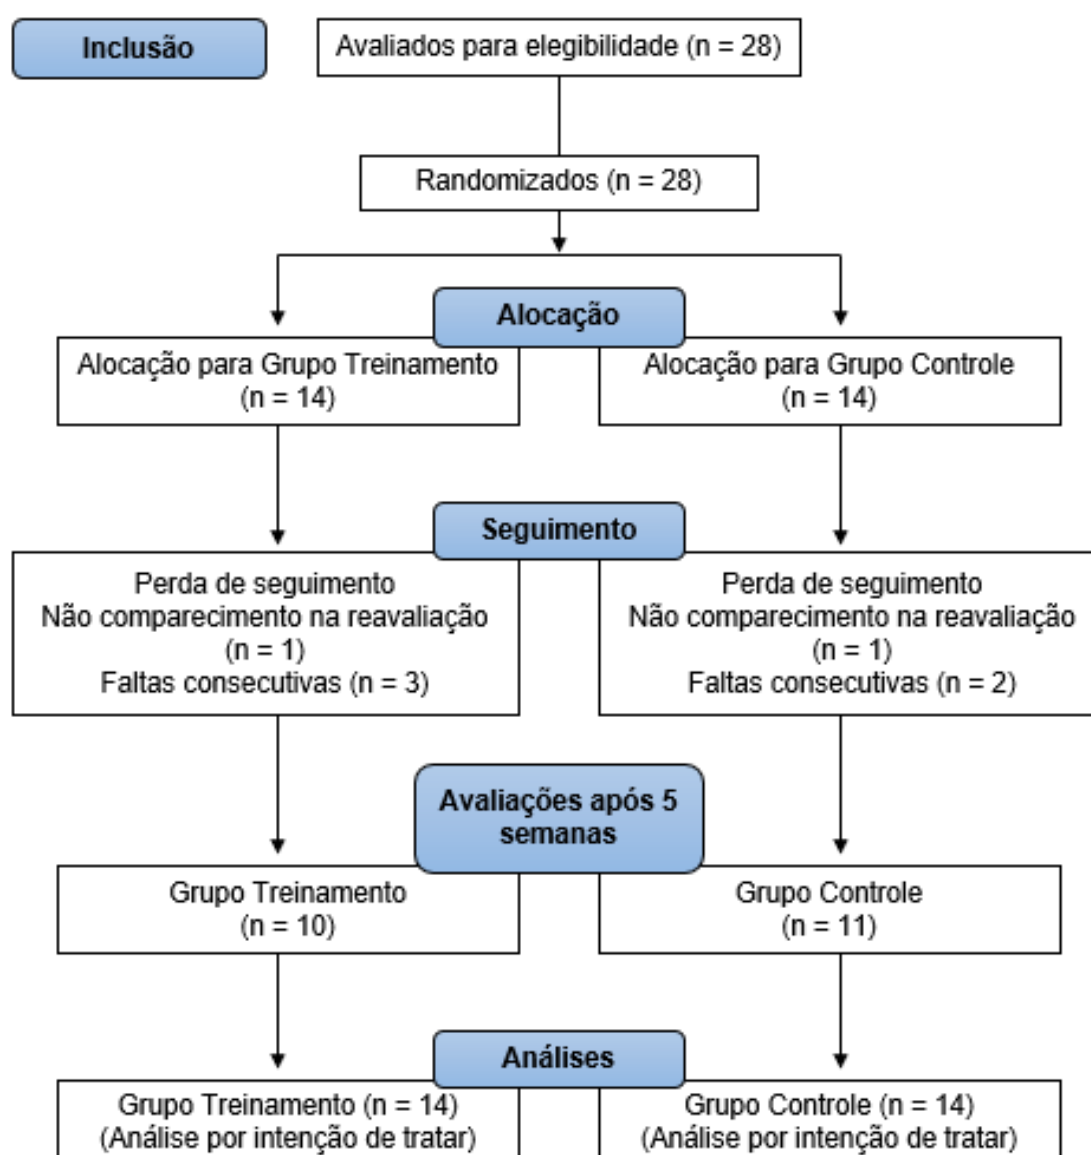 Inclusão
Avaliados para elegibilidade (n = 28)
Randomizados (n = 28)
Alocação
Alocação para Grupo Treinamento
(n = 14)
Alocação para Grupo Controle
(n = 14)
Seguimento
Perda de seguimento
Não comparecimento na reavaliação
(n = 1)
Faltas consecutivas (n = 3)
Perda de seguimento
Não comparecimento na reavaliação
(n = 1)
Faltas consecutivas (n = 2)
Avaliações após 5
semanas
Grupo Treinamento
(n = 10)
Grupo Controle
(n = 11)
Análises
Grupo Treinamento (n = 14)
(Análise por intenção de tratar)
Grupo Controle (n = 14)
(Análise por intenção de tratar)